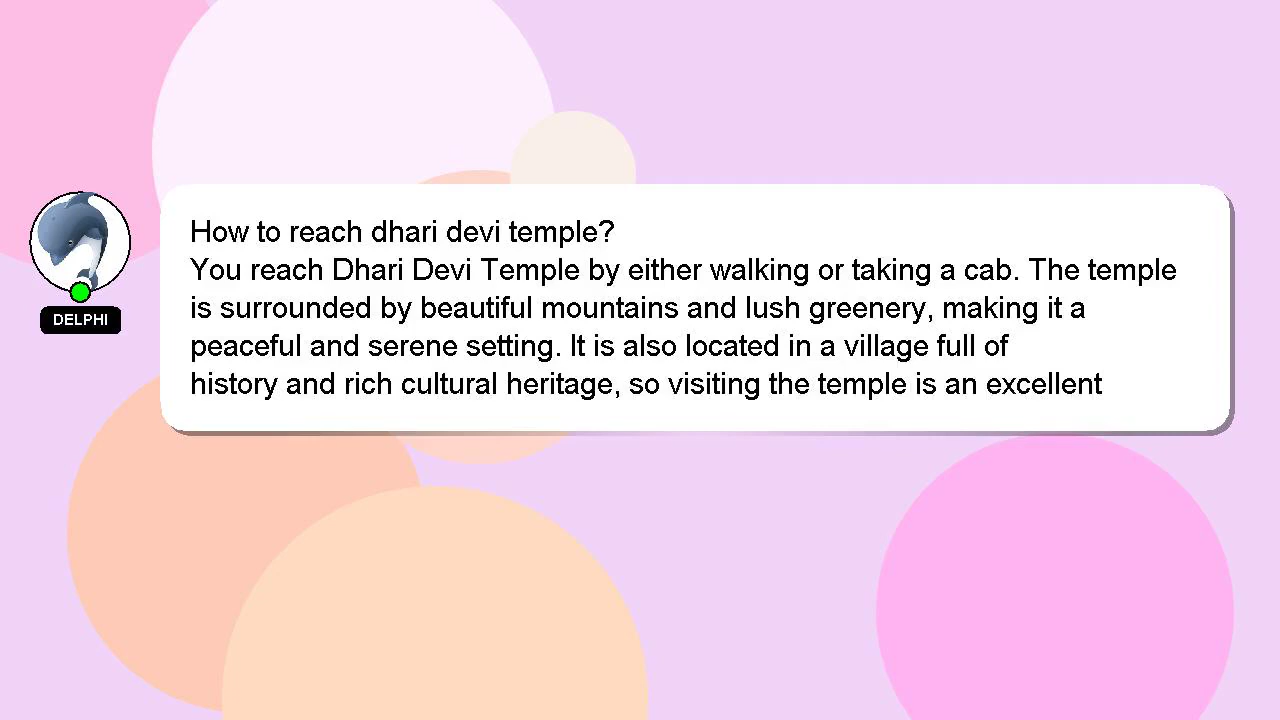 How to reach dhari devi temple?
You reach Dhari Devi Temple by either walking or taking a cab. The temple
is surrounded by beautiful mountains and lush greenery, making it a
peaceful and serene setting. It is also located in a village full of
history and rich cultural heritage, so visiting the temple is an excellent
DELPHI